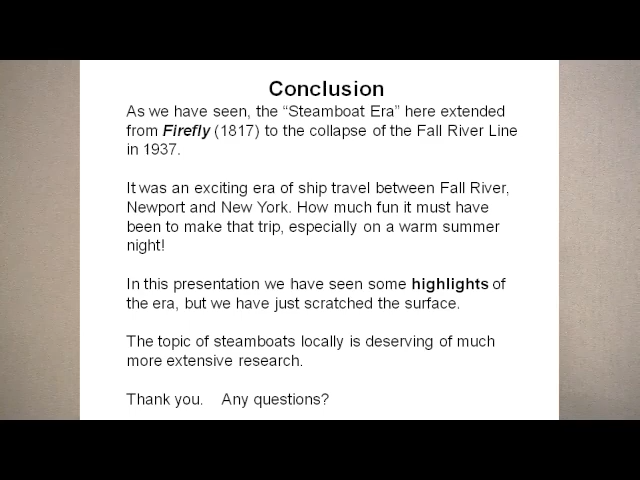 Conclusion
As we have seen, the “Steamboat Era” here extended
from Firefly (1817) to the collapse of the Fall River Line
in 1937.
It was an exciting era of ship travel between Fall River,
Newport and New York. How much fun it must have
been to make that trip, especially on a warm summer
night!
In this presentation we have seen some highlights of
the era, but we have just scratched the surface.
The topic of steamboats locally is deserving of much
more extensive research.
Thank you. Any questions?